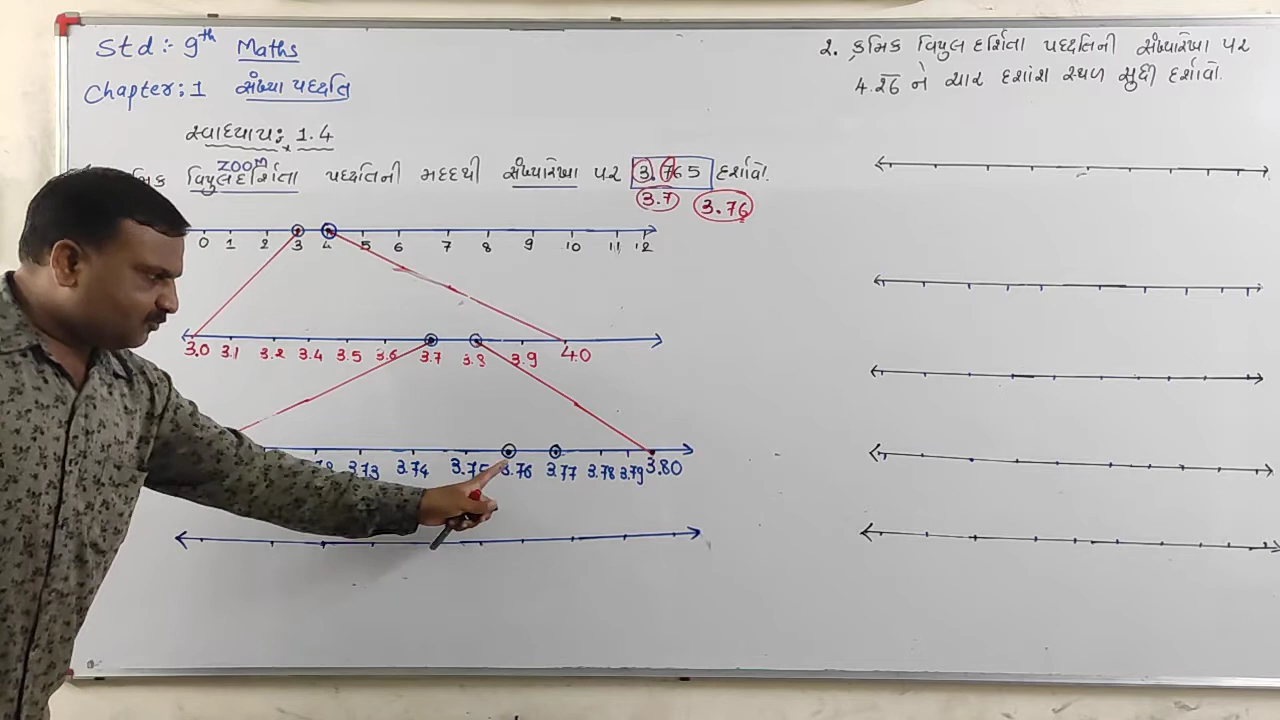 Std :- 9th Maths
Chapter : 1 સંખ્યા પદ્ધતિ
સ્વાધ્યાય : 1.4
ZOOM
વિપુલદર્શિતા પદ્ધતિની મદદથી સંખ્યારેખા પર 3.765 દર્શાવો.
3.7 3.76
0 1 2 3 4 5 6 7 8 9 10 11 12
3.0 3.1 3.2 3.4 3.5 3.6 3.7 3.8 3.9 4.0
3.73 3.74 3.75 3.76 3.77 3.78 3.79 3.80
2. ક્રમિક વિપુલ દર્શિતા પદ્ધતિની સંખ્યારેખા પર
4.2̅6̅ ને ચાર દશાંશ સ્થળ સુધી દર્શાવો.